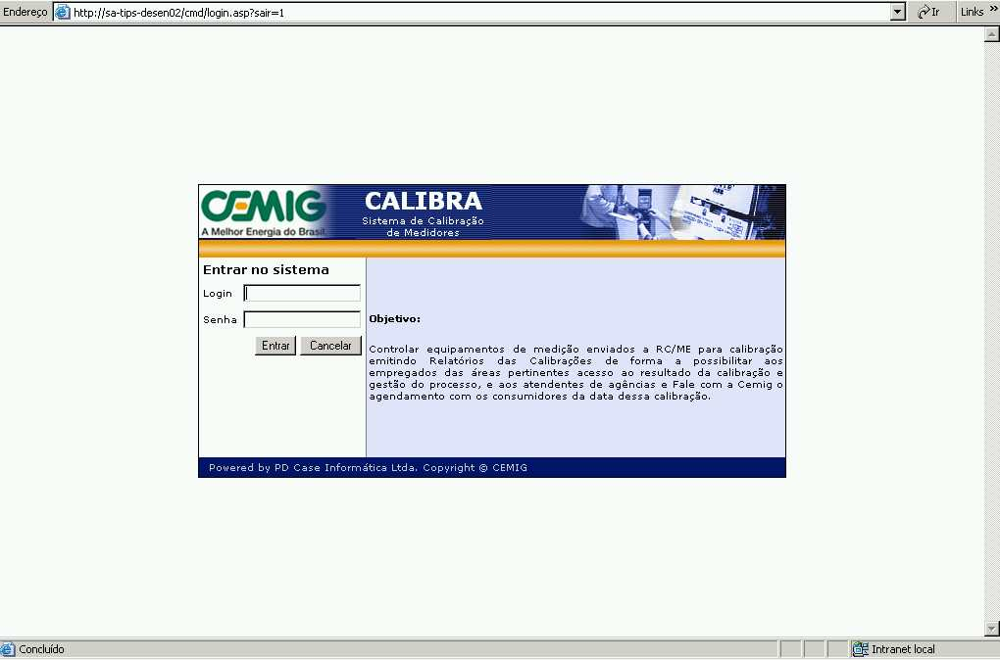 Endereço http://sa-tips-desen02/cmd/login.asp?sair=1 Ir Links »
CEMIG
A Melhor Energia do Brasil.
CALIBRA
Sistema de Calibração
de Medidores
ABB
Entrar no sistema
Login
Senha
Entrar Cancelar
Objetivo:
Controlar equipamentos de medição enviados a RC/ME para calibração
emitindo Relatórios das Calibrações de forma a possibilitar aos
empregados das áreas pertinentes acesso ao resultado da calibração e
gestão do processo, e aos atendentes de agências e Fale com a Cemig o
agendamento com os consumidores da data dessa calibração.
Powered by PD Case Informática Ltda. Copyright © CEMIG
Concluído
Intranet local